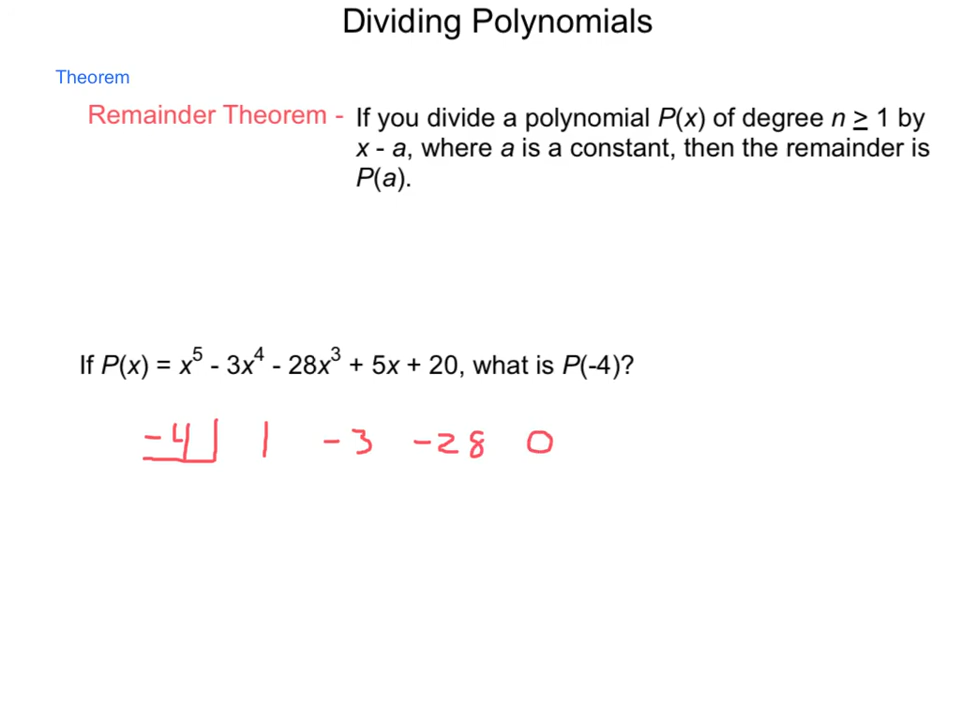 Dividing Polynomials
Theorem
Remainder Theorem - If you divide a polynomial P(x) of degree n ≥ 1 by
x - a, where a is a constant, then the remainder is
P(a).
If P(x) = x⁵ - 3x⁴ - 28x³ + 5x + 20, what is P(-4)?
-4 1 -3 -28 0